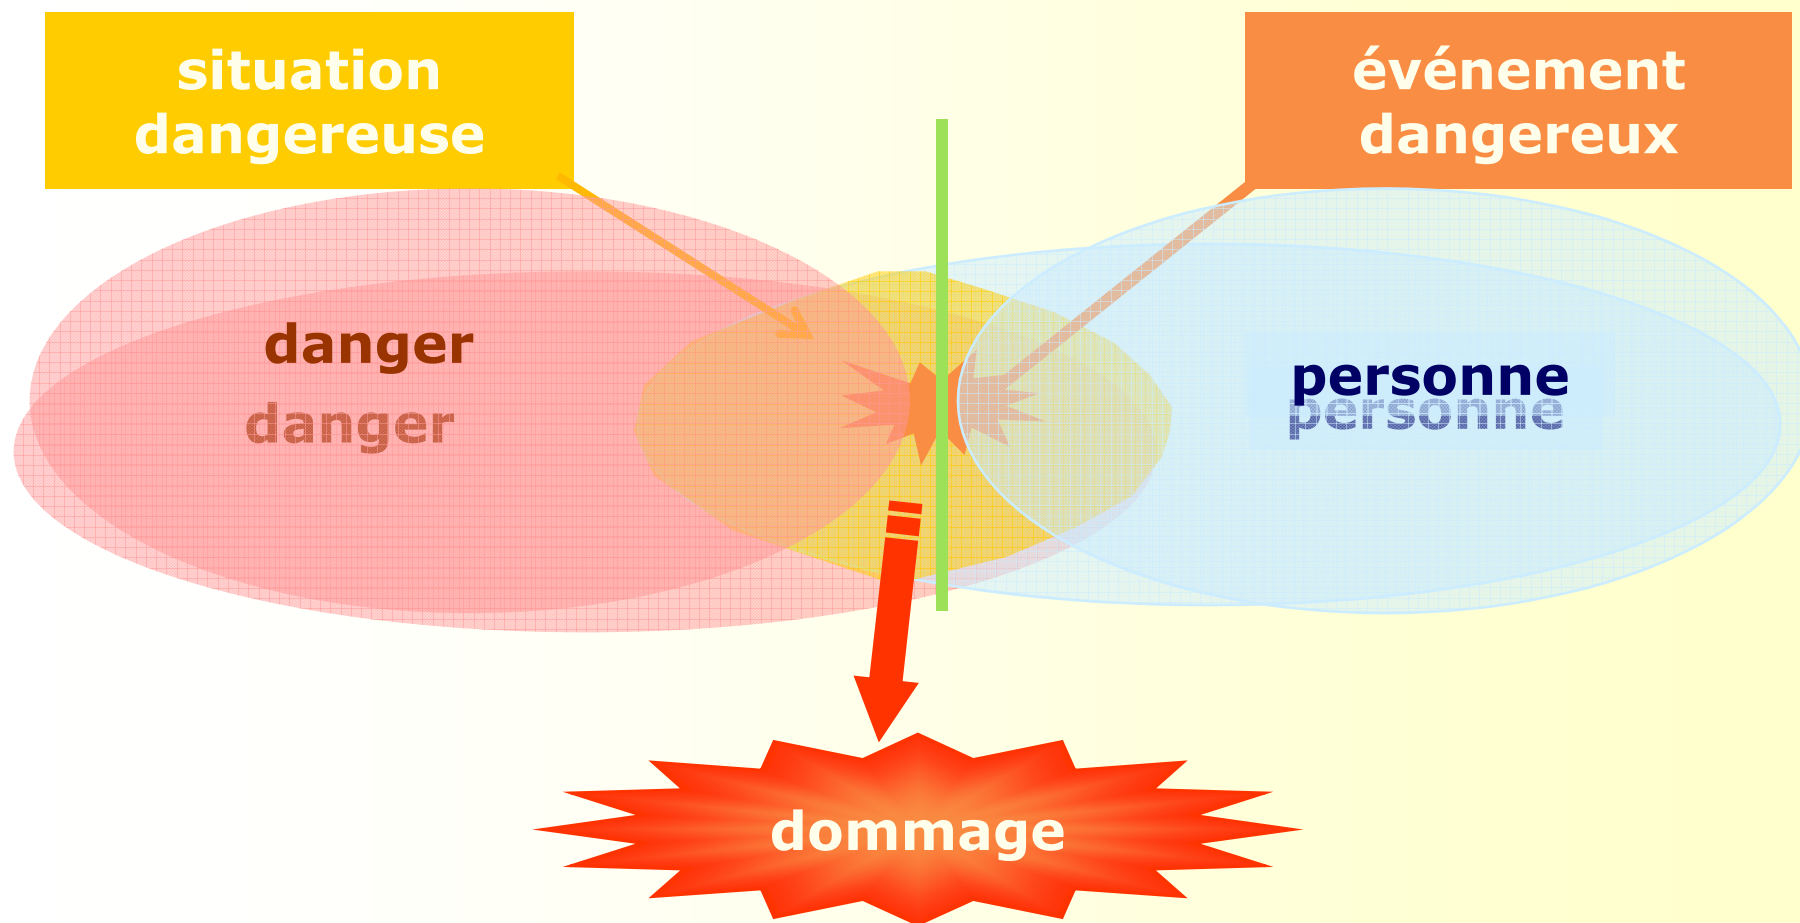 situation
dangereuse
événement
dangereux
danger
danger
personne
personne
dommage